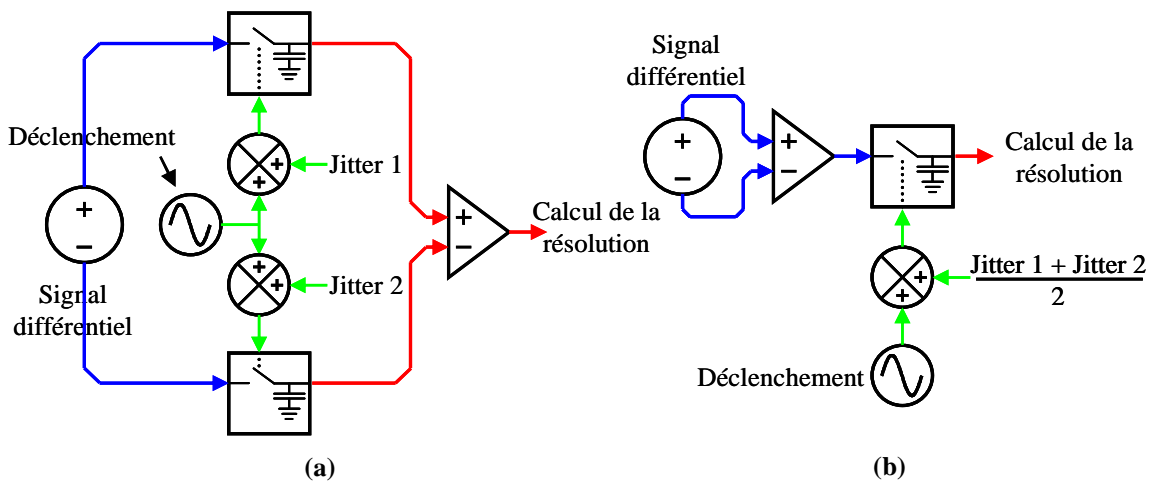 Déclenchement
+
−
Signal
différentiel
+
+
Jitter 1
+
+
Jitter 2
+
−
Calcul de la
résolution
(a)
Signal
différentiel
+
−
+
−
Calcul de la
résolution
+
+
Jitter 1 + Jitter 2
2
Déclenchement
(b)